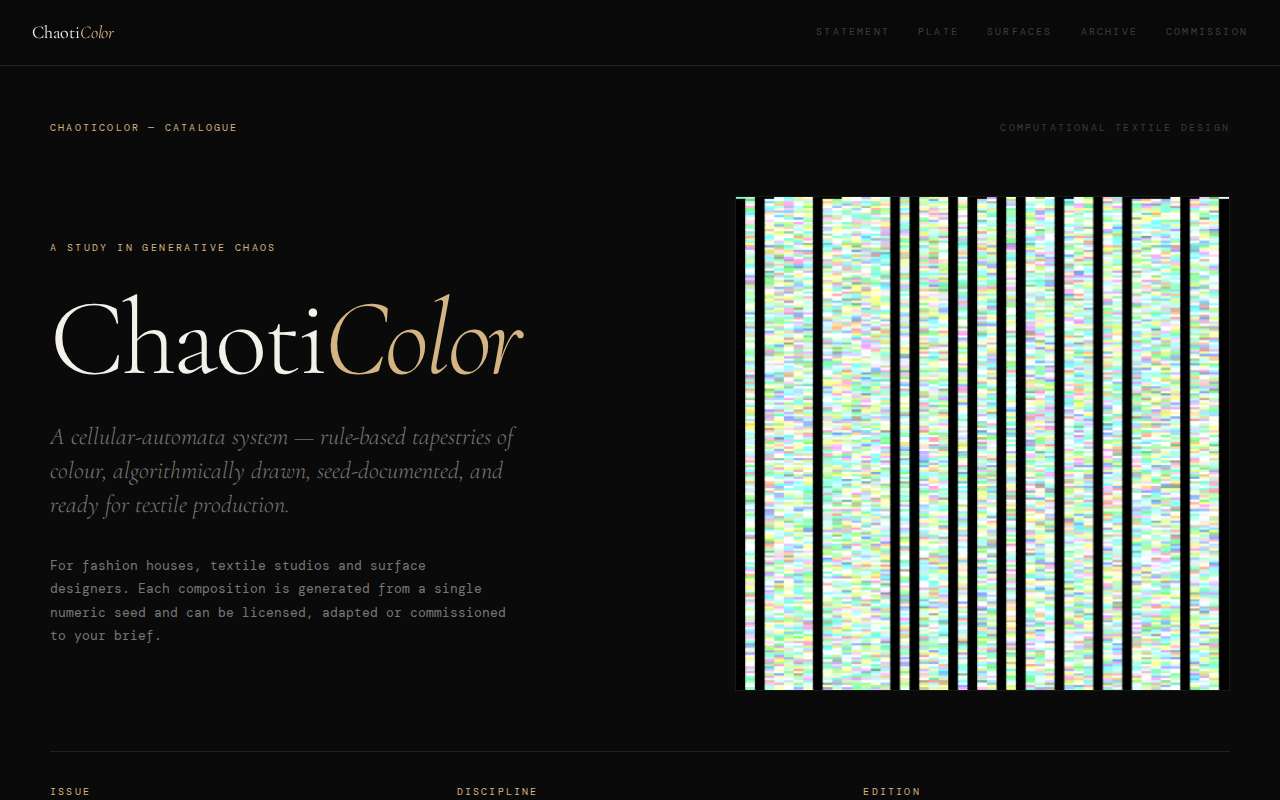 ChaotiColor
STATEMENT PLATE SURFACES ARCHIVE COMMISSION
CHAOTICOLOR — CATALOGUE
COMPUTATIONAL TEXTILE DESIGN
A STUDY IN GENERATIVE CHAOS
ChaotiColor
A cellular-automata system — rule-based tapestries of
colour, algorithmically drawn, seed-documented, and
ready for textile production.
For fashion houses, textile studios and surface
designers. Each composition is generated from a single
numeric seed and can be licensed, adapted or commissioned
to your brief.
ISSUE
DISCIPLINE
EDITION